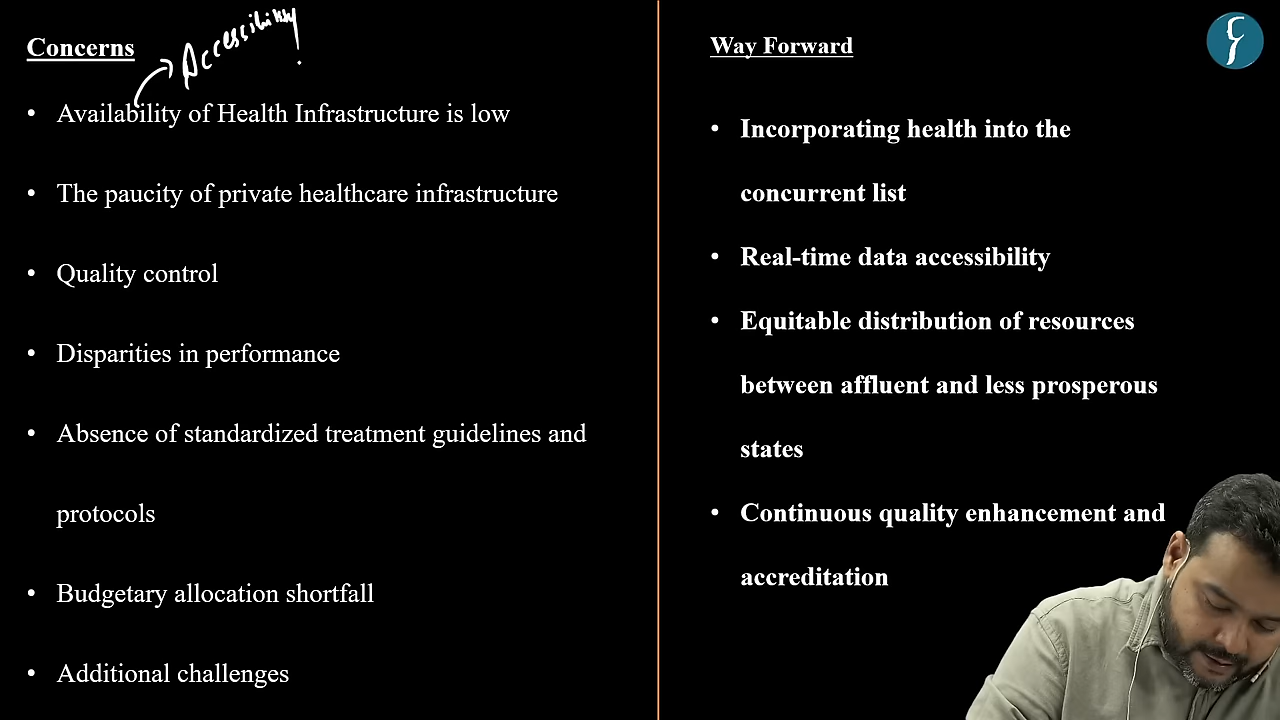 Concerns
Accessibility
• Availability of Health Infrastructure is low
• The paucity of private healthcare infrastructure
• Quality control
• Disparities in performance
• Absence of standardized treatment guidelines and
protocols
• Budgetary allocation shortfall
• Additional challenges
Way Forward
• Incorporating health into the
concurrent list
• Real-time data accessibility
• Equitable distribution of resources
between affluent and less prosperous
states
• Continuous quality enhancement and
accreditation